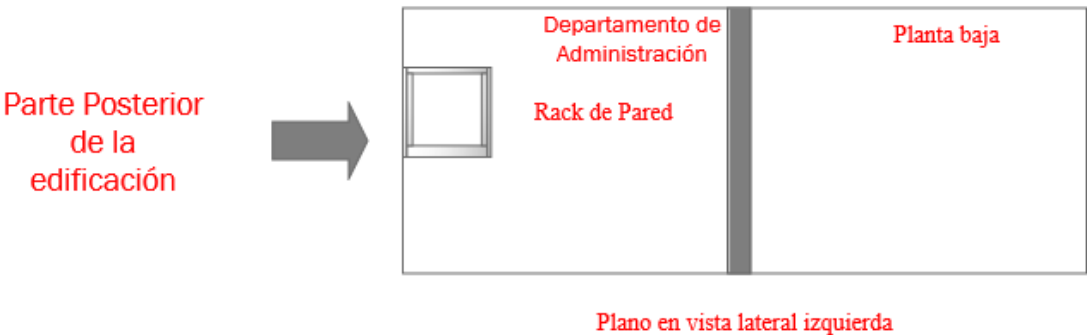 Parte Posterior
de la
edificación
Departamento de
Administración
Rack de Pared
Planta baja
Plano en vista lateral izquierda